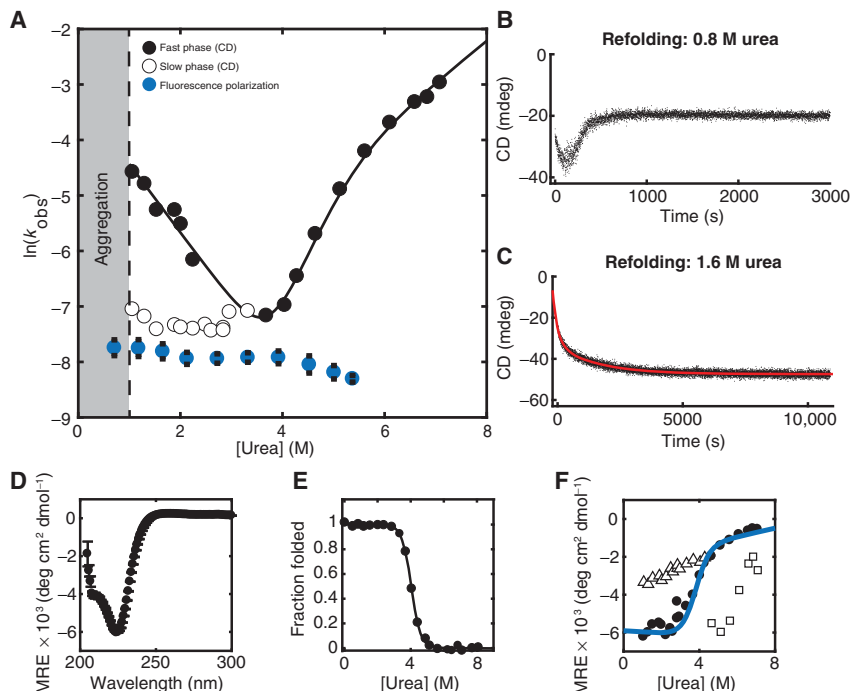 A
−2
−3
−4
−5
−6
−7
−8
−9
ln(kobs)
Aggregation
Fast phase (CD)
Slow phase (CD)
Fluorescence polarization
2
4
6
8
[Urea] (M)
B
Refolding: 0.8 M urea
0
−20
−40
CD (mdeg)
0
1000
2000
3000
Time (s)
C
Refolding: 1.6 M urea
0
−20
−40
−60
CD (mdeg)
0
5000
10,000
Time (s)
D
MRE × 10³ (deg cm² dmol⁻¹)
0
−2
−4
−6
200
250
300
Wavelength (nm)
E
Fraction folded
1
0.8
0.6
0.4
0.2
0
0
4
8
[Urea] (M)
F
MRE × 10³ (deg cm² dmol⁻¹)
0
−2
−4
−6
0
4
8
[Urea] (M)